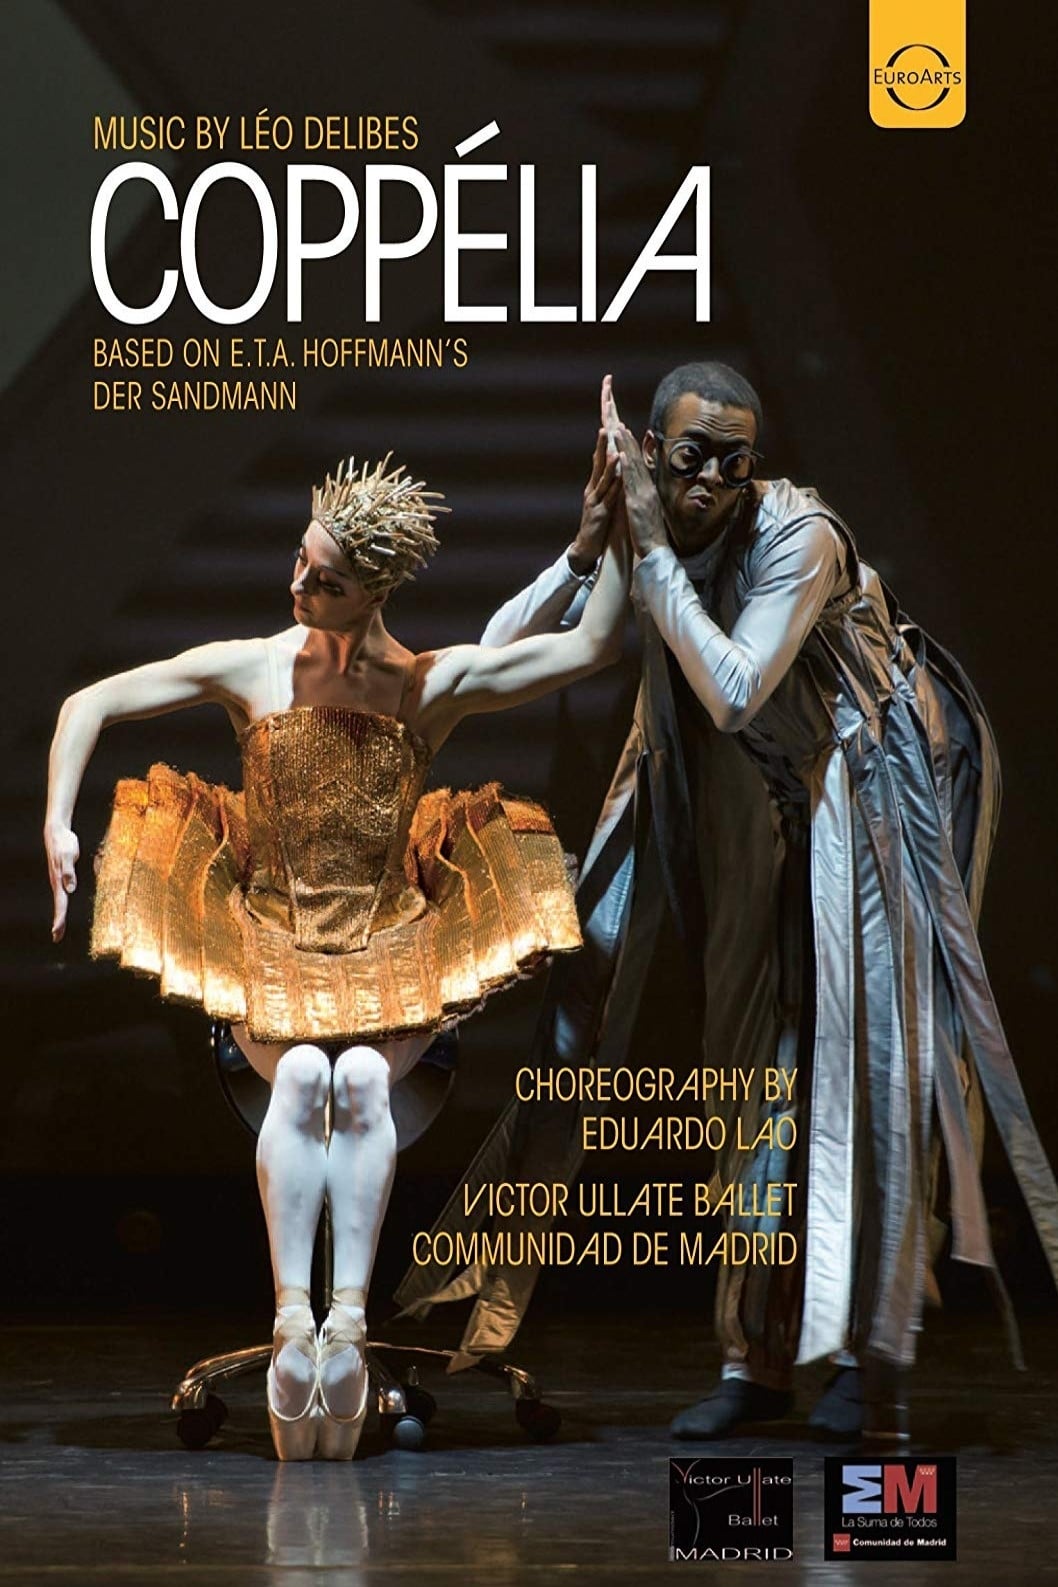 EUROARTS
MUSIC BY LÉO DELIBES
COPPÉLIA
BASED ON E.T.A. HOFFMANN'S
DER SANDMANN
CHOREOGRAPHY BY
EDUARDO LAO
VICTOR ULLATE BALLET
COMMUNIDAD DE MADRID
Victor Ullate
Ballet
MADRID
EM
La Suma de Todos
Comunidad de Madrid